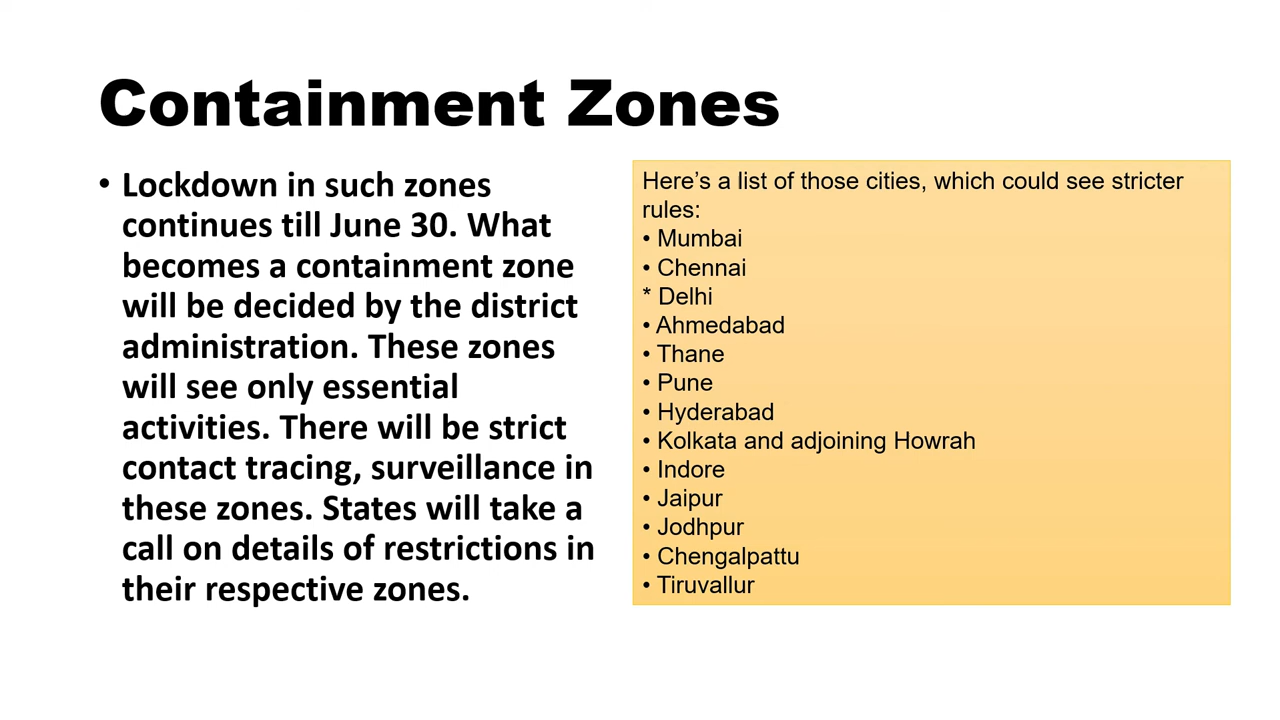 Containment Zones
• Lockdown in such zones
continues till June 30. What
becomes a containment zone
will be decided by the district
administration. These zones
will see only essential
activities. There will be strict
contact tracing, surveillance in
these zones. States will take a
call on details of restrictions in
their respective zones.
Here’s a list of those cities, which could see stricter
rules:
• Mumbai
• Chennai
* Delhi
• Ahmedabad
• Thane
• Pune
• Hyderabad
• Kolkata and adjoining Howrah
• Indore
• Jaipur
• Jodhpur
• Chengalpattu
• Tiruvallur